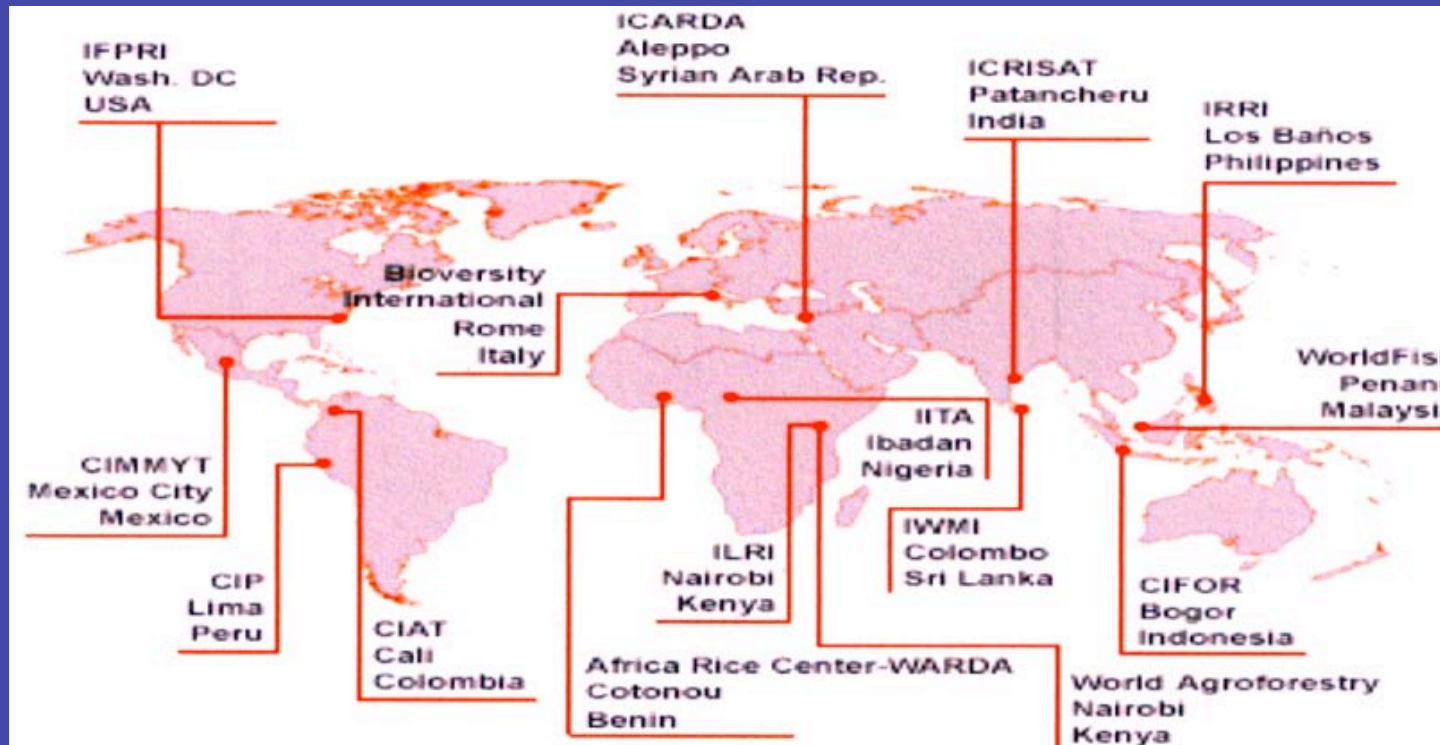 IFPRI
Wash. DC
USA
ICARDA
Aleppo
Syrian Arab Rep.
ICRISAT
Patancheru
India
IRRI
Los Baños
Philippines
Bioversity
International
Rome
Italy
WorldFis
Penan
Malaysi
CIMMYT
Mexico City
Mexico
IITA
Ibadan
Nigeria
CIP
Lima
Peru
CIAT
Cali
Colombia
ILRI
Nairobi
Kenya
IWMI
Colombo
Sri Lanka
CIFOR
Bogor
Indonesia
Africa Rice Center-WARDA
Cotonou
Benin
World Agroforestry
Nairobi
Kenya